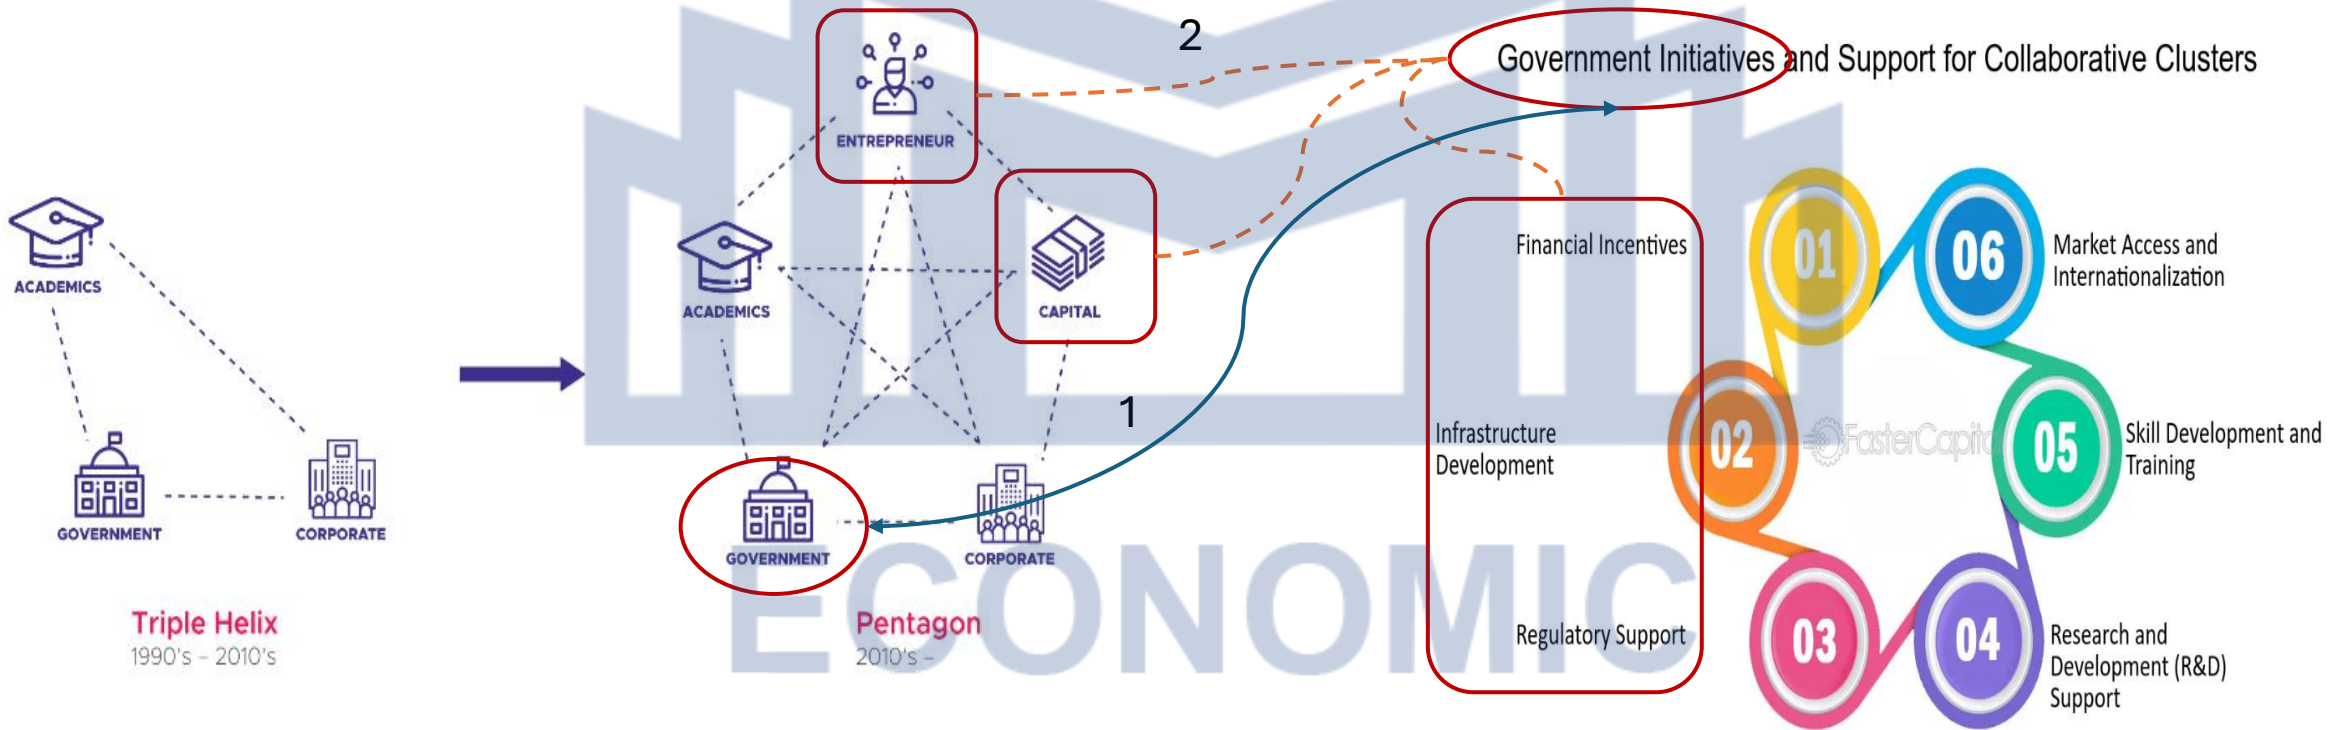 2
Government Initiatives and Support for Collaborative Clusters
ENTREPRENEUR
ACADEMICS
ACADEMICS
CAPITAL
1
GOVERNMENT
CORPORATE
GOVERNMENT
CORPORATE
Triple Helix
1990's – 2010's
Pentagon
2010's –
ECONOMIC
Financial Incentives
01
06
Market Access and
Internationalization
Infrastructure
Development
02
FasterCapital
05
Skill Development and
Training
Regulatory Support
03
04
Research and
Development (R&D)
Support